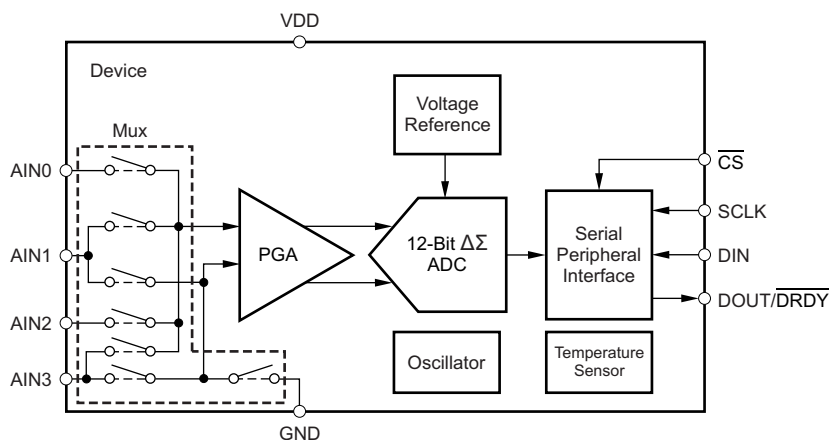 VDD
Device
Mux
Voltage
Reference
AIN0
AIN1
AIN2
AIN3
PGA
12-Bit ΔΣ
ADC
Serial
Peripheral
Interface
CS
SCLK
DIN
DOUT/DRDY
Oscillator
Temperature
Sensor
GND